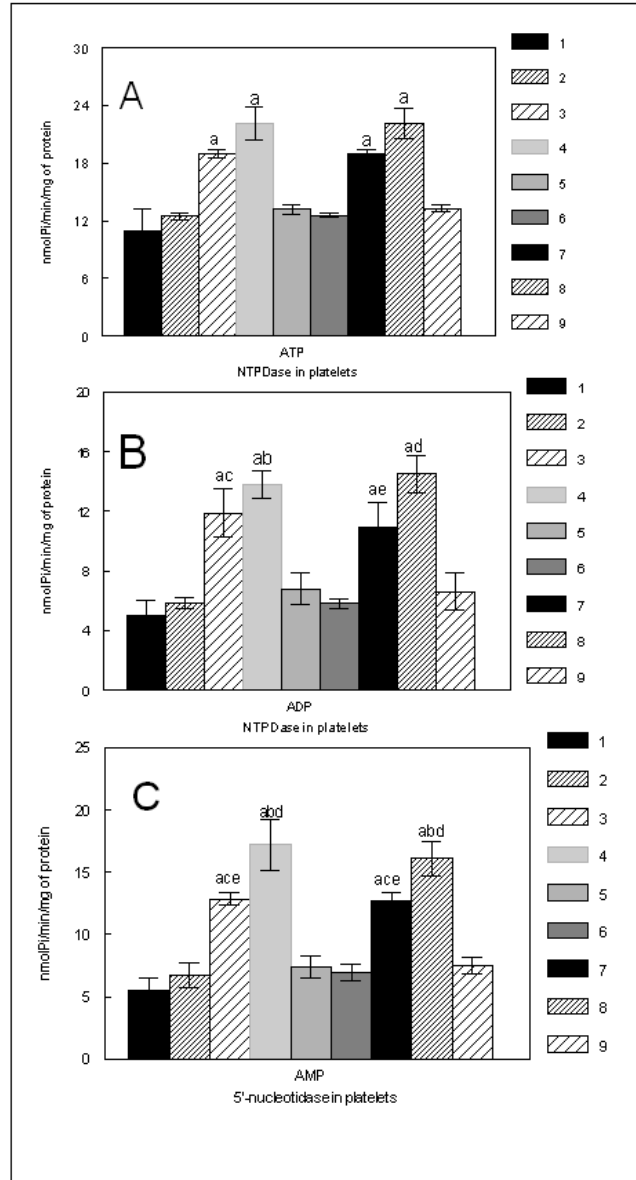 A
nmolPi/min/mg of protein
30
24
18
12
6
0
a
a
a
a
ATP
NTPDase in platelets
1
2
3
4
5
6
7
8
9
B
nmolPi/min/mg of protein
20
16
12
8
4
0
ac
ab
ae
ad
ADP
NTPDase in platelets
1
2
3
4
5
6
7
8
9
C
nmolPi/min/mg of protein
25
20
15
10
5
0
ace
abd
ace
abd
AMP
5'-nucleotidase in platelets
1
2
3
4
5
6
7
8
9